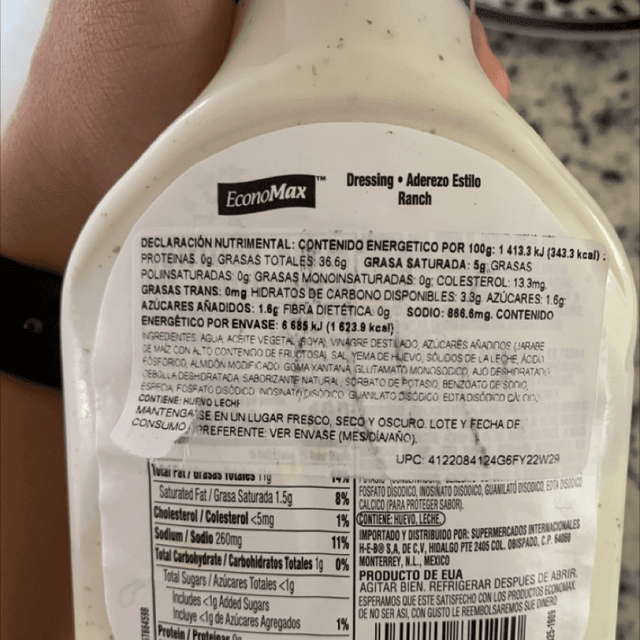 EconoMax™
Dressing • Aderezo Estilo
Ranch
DECLARACIÓN NUTRIMENTAL: CONTENIDO ENERGETICO POR 100g: 1 413.3 kJ (343.3 kcal) ;
PROTEINAS. 0g. GRASAS TOTALES: 36.6g GRASA SATURADA: 5g; GRASAS
POLIINSATURADAS: 0g; GRASAS MONOINSATURADAS: 0g; COLESTEROL: 13.3mg,
GRASAS TRANS: 0mg HIDRATOS DE CARBONO DISPONIBLES: 3.3g. AZÚCARES: 1.6g
AZÚCARES AÑADIDOS: 1.6g FIBRA DIETÉTICA: 0g SODIO: 866.6mg. CONTENIDO
ENERGÉTICO POR ENVASE: 6 685 kJ (1 623.9 kcal)
INGREDIENTES: AGUA, ACEITE VEGETAL (SOYA), VINAGRE DESTILADO, AZÚCARES AÑADIDOS (JARABE
DE MAÍZ CON ALTO CONTENIDO DE FRUCTOSA), SAL, YEMA DE HUEVO, SÓLIDOS DE LA LECHE, ÁCIDO
FOSFÓRICO, ALMIDÓN MODIFICADO, GOMA XANTANA, GLUTAMATO MONOSÓDICO, AJO DESHIDRATADO,
CEBOLLA DESHIDRATADA, SABORIZANTE NATURAL, SORBATO DE POTASIO, BENZOATO DE SODIO,
ESPECIA, FOSFATO DISÓDICO, INOSINATO DISÓDICO, GUANILATO DISÓDICO, EDTA DISÓDICO CÁLCICO,
CONTIENE: HUEVO LECHE
MANTENGASE EN UN LUGAR FRESCO, SECO Y OSCURO. LOTE Y FECHA DE
CONSUMO PREFERENTE: VER ENVASE (MES/DÍA/AÑO).
UPC: 4122084124G6FY22W29
Total Fat / Grasas Totales 11g 14%
Saturated Fat / Grasa Saturada 1.5g 8%
Cholesterol / Colesterol <5mg 1%
Sodium / Sodio 260mg 11%
Total Carbohydrate / Carbohidratos Totales 1g 0%
Total Sugars / Azúcares Totales <1g
Includes <1g Added Sugars
Incluye <1g de Azúcares Agregados 1%
Protein / Proteínas 0g
FOSFATO DISODICO, INOSINATO DISODICO, GUANILATO DISODICO, EDTA DISODICO
CALCICO (PARA PROTEGER SABOR).
CONTIENE: HUEVO, LECHE
IMPORTADO Y DISTRIBUIDO POR: SUPERMERCADOS INTERNACIONALES
H-E-B® S.A. DE C.V, HIDALGO PTE 2405 COL. OBISPADO, C.P. 64060
MONTERREY, N.L., MEXICO
PRODUCTO DE EUA
AGITAR BIEN. REFRIGERAR DESPUES DE ABRIR.
ESPERAMOS QUE ESTE SATISFECHO CON LOS PRODUCTOS ECONOMAX,
DE NO SER ASI, CON GUSTO LE REEMBOLSAREMOS SU DINERO